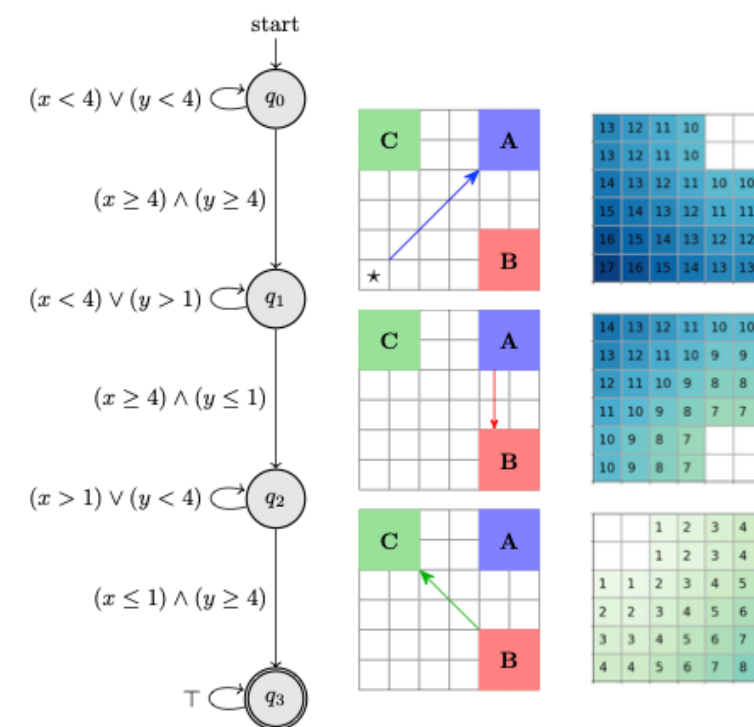 start
(x < 4) ∨ (y < 4)
q0
(x ≥ 4) ∧ (y ≥ 4)
(x < 4) ∨ (y > 1)
q1
(x ≥ 4) ∧ (y ≤ 1)
(x > 1) ∨ (y < 4)
q2
(x ≤ 1) ∧ (y ≥ 4)
⊤
q3
C A
B
⋆
C A
B
C A
B
13 12 11 10
13 12 11 10
14 13 12 11 10 10
15 14 13 12 11 11
16 15 14 13 12 12
17 16 15 14 13 13
14 13 12 11 10 10
13 12 11 10 9 9
12 11 10 9 8 8
11 10 9 8 7 7
10 9 8 7
10 9 8 7
1 2 3 4
1 2 3 4
1 1 2 3 4 5
2 2 3 4 5 6
3 3 4 5 6 7
4 4 5 6 7 8